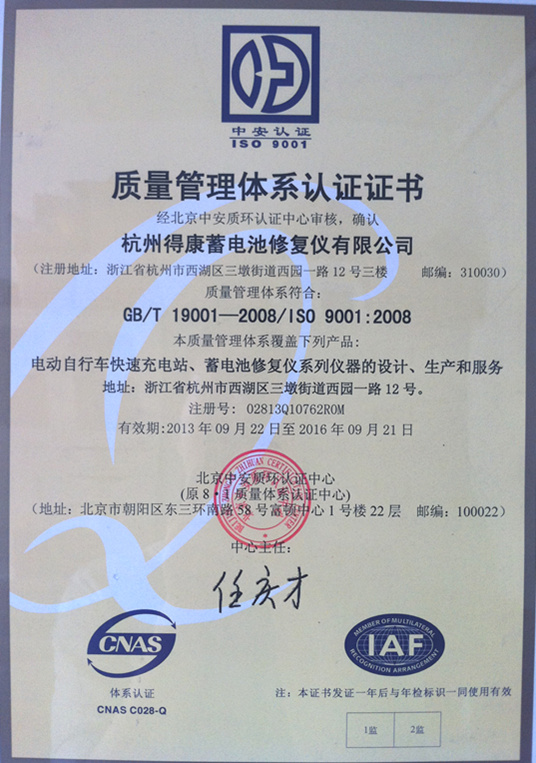 中安认证
ISO 9001
质量管理体系认证证书
经北京中安质环认证中心审核，确认
杭州得康蓄电池修复仪有限公司
（注册地址：浙江省杭州市西湖区三墩街道西园一路12号三楼 邮编：310030）
质量管理体系符合：
GB/T 19001—2008/ISO 9001:2008
本质量管理体系覆盖下列产品：
电动自行车快速充电站、蓄电池修复仪系列仪器的设计、生产和服务
地址：浙江省杭州市西湖区三墩街道西园一路12号。
注册号：02813Q10762R0M
有效期：2013年09月22日至2016年09月21日
北京中安质环认证中心
(原8·1质量体系认证中心)
（地址：北京市朝阳区东三环南路58号富顿中心1号楼22层 邮编：100022）
中心主任：
任庆才
CNAS
体系认证
CNAS C028-Q
MEMBER OF MULTILATERAL
IAF
RECOGNITION ARRANGEMENT
注：本证书发证一年后与年检标识一同使用有效
1监 2监